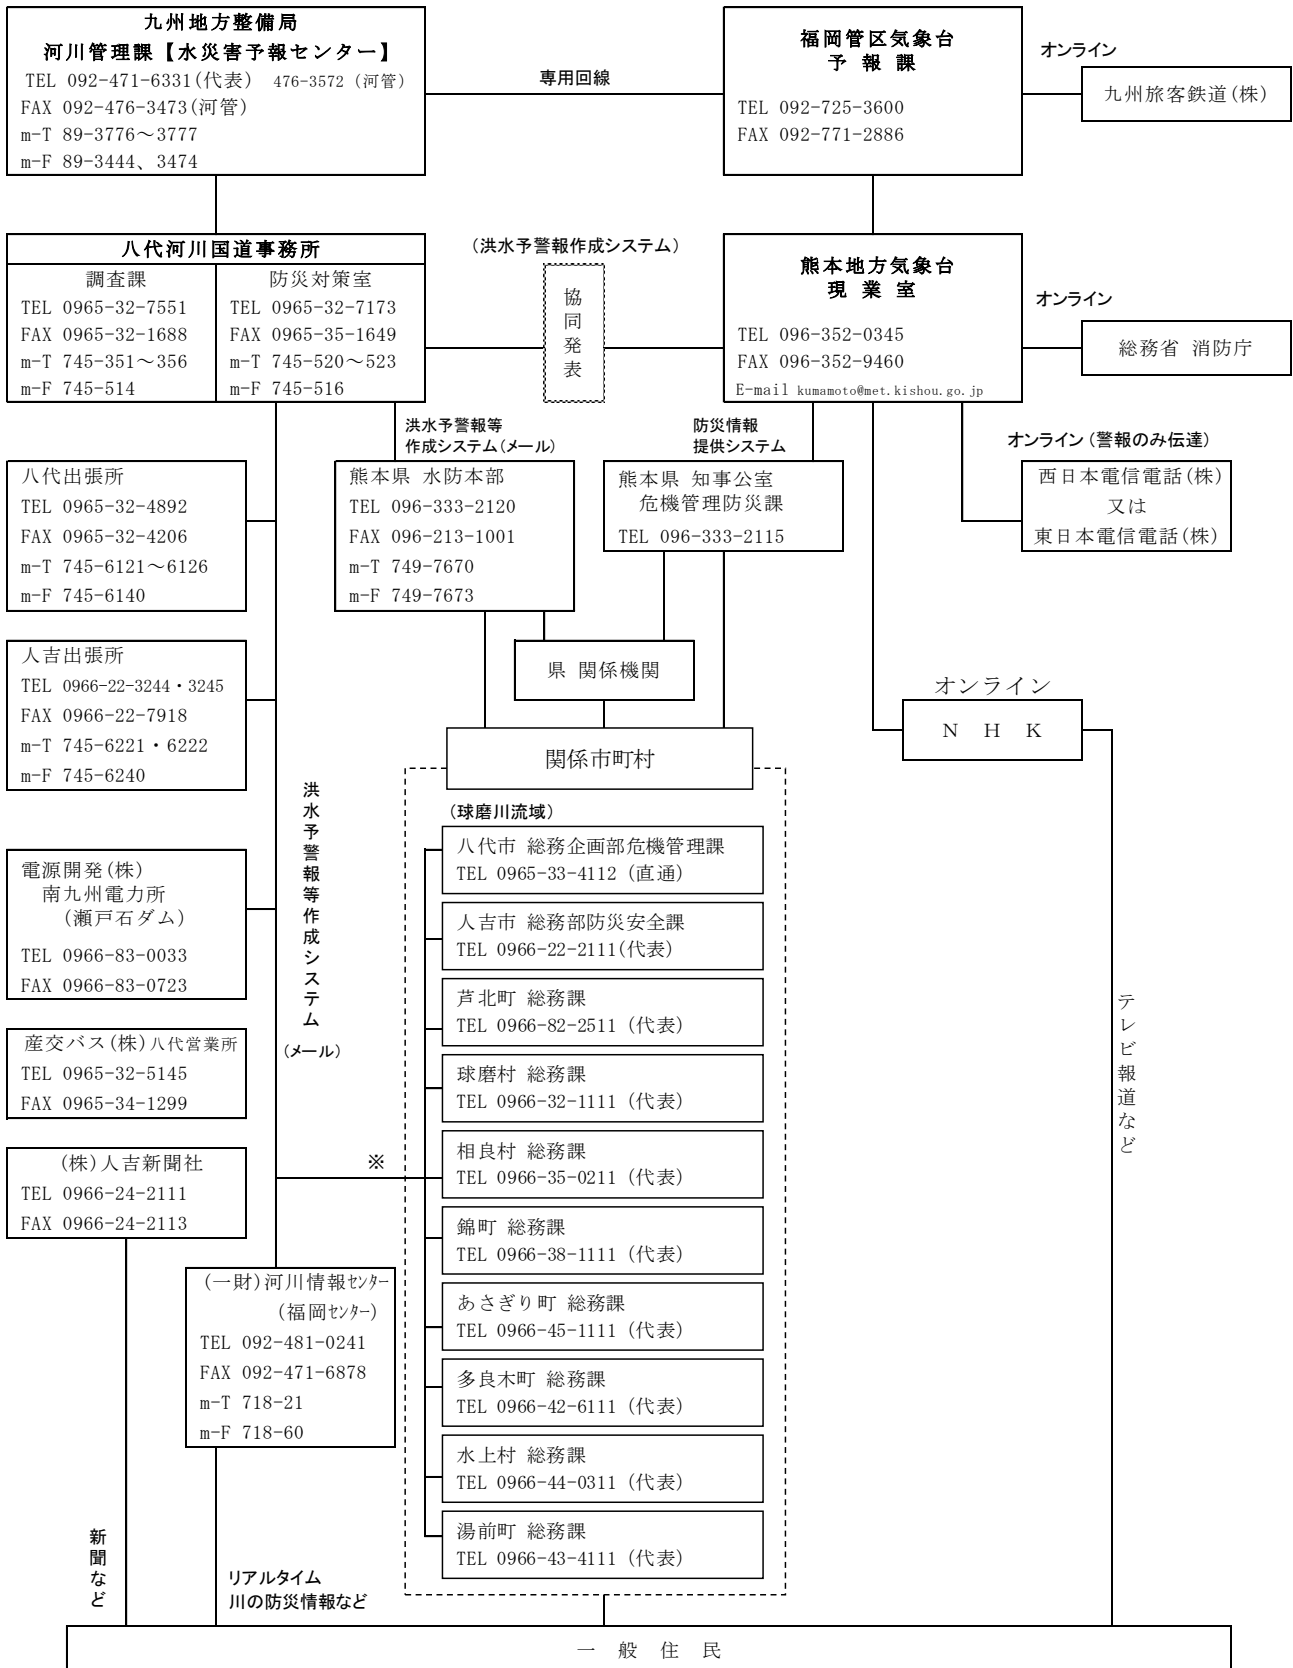 九州地方整備局
河川管理課【水災害予報センター】
TEL 092-471-6331(代表) 476-3572 (河管)
FAX 092-476-3473(河管)
m-T 89-3776～3777
m-F 89-3444、3474
専用回線
福岡管区気象台
予 報 課
TEL 092-725-3600
FAX 092-771-2886
オンライン
九州旅客鉄道(株)
八代河川国道事務所
調査課
TEL 0965-32-7551
FAX 0965-32-1688
m-T 745-351～356
m-F 745-514
防災対策室
TEL 0965-32-7173
FAX 0965-35-1649
m-T 745-520～523
m-F 745-516
(洪水予警報作成システム)
協同発表
熊本地方気象台
現 業 室
TEL 096-352-0345
FAX 096-352-9460
E-mail kumamoto@met.kishou.go.jp
オンライン
総務省 消防庁
洪水予警報等
作成システム(メール)
防災情報
提供システム
オンライン(警報のみ伝達)
八代出張所
TEL 0965-32-4892
FAX 0965-32-4206
m-T 745-6121～6126
m-F 745-6140
熊本県 水防本部
TEL 096-333-2120
FAX 096-213-1001
m-T 749-7670
m-F 749-7673
熊本県 知事公室
危機管理防災課
TEL 096-333-2115
西日本電信電話(株)
又は
東日本電信電話(株)
人吉出張所
TEL 0966-22-3244・3245
FAX 0966-22-7918
m-T 745-6221・6222
m-F 745-6240
県 関係機関
オンライン
N H K
関係市町村
洪水予警報等作成システム
(メール)
(球磨川流域)
八代市 総務企画部危機管理課
TEL 0965-33-4112 (直通)
人吉市 総務部防災安全課
TEL 0966-22-2111(代表)
芦北町 総務課
TEL 0966-82-2511 (代表)
球磨村 総務課
TEL 0966-32-1111 (代表)
相良村 総務課
TEL 0966-35-0211 (代表)
錦町 総務課
TEL 0966-38-1111 (代表)
あさぎり町 総務課
TEL 0966-45-1111 (代表)
多良木町 総務課
TEL 0966-42-6111 (代表)
水上村 総務課
TEL 0966-44-0311 (代表)
湯前町 総務課
TEL 0966-43-4111 (代表)
電源開発(株)
南九州電力所
(瀬戸石ダム)
TEL 0966-83-0033
FAX 0966-83-0723
産交バス(株)八代営業所
TEL 0965-32-5145
FAX 0965-34-1299
(株)人吉新聞社
TEL 0966-24-2111
FAX 0966-24-2113
※
(一財)河川情報ｾﾝﾀｰ
(福岡ｾﾝﾀｰ)
TEL 092-481-0241
FAX 092-471-6878
m-T 718-21
m-F 718-60
テレビ報道など
新聞など
リアルタイム
川の防災情報など
一 般 住 民